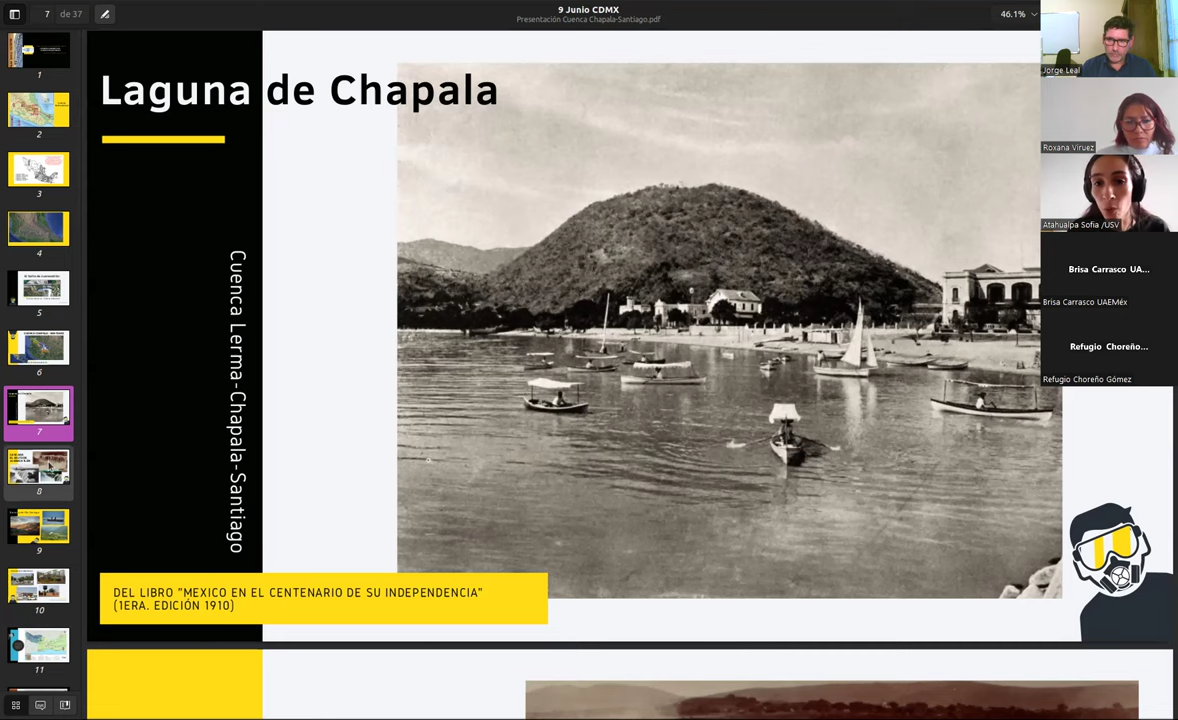 7 de 37
9 Junio CDMX
Presentación Cuenca Chapala-Santiago.pdf
46.1%
1
2
3
4
5
6
7
8
9
10
11
Laguna de Chapala
Cuenca Lerma-Chapala-Santiago
DEL LIBRO "MEXICO EN EL CENTENARIO DE SU INDEPENDENCIA"
(1ERA. EDICIÓN 1910)
Jorge Leal
Roxana Viruez
Atahualpa Sofia /USV
Brisa Carrasco UA...
Brisa Carrasco UAEMéx
Refugio Choreño...
Refugio Choreño Gómez